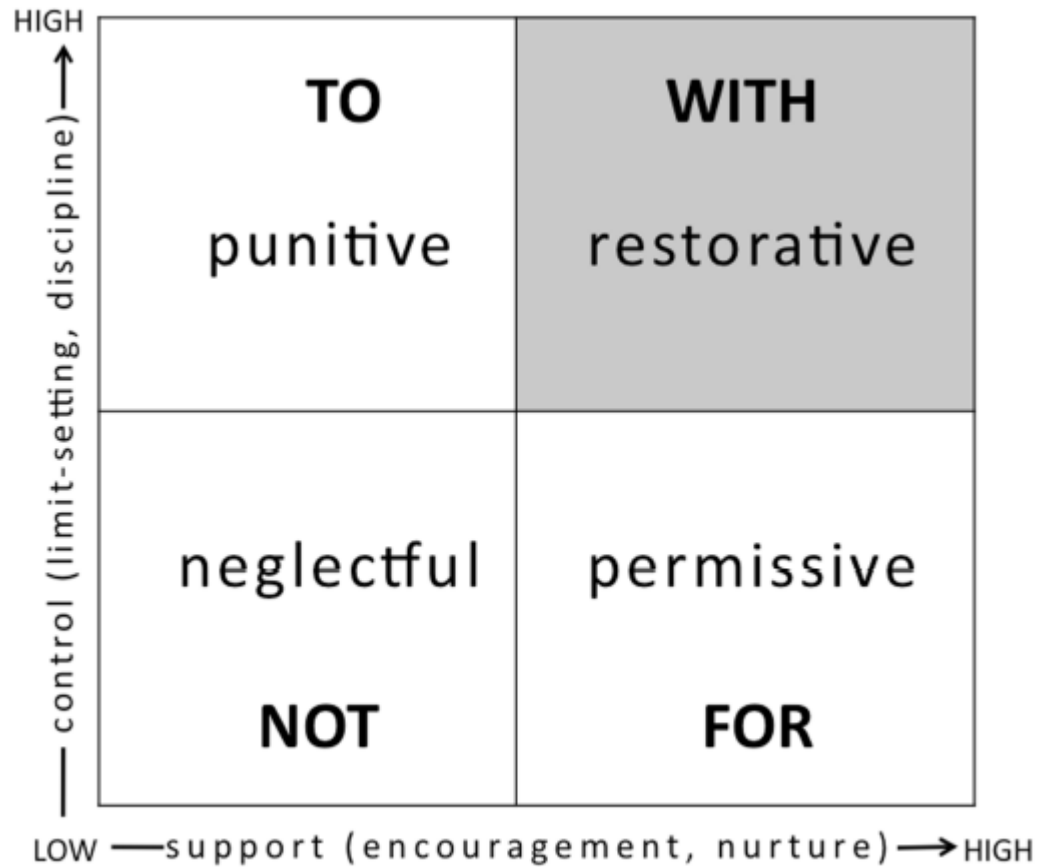 HIGH
TO
WITH
punitive
restorative
control (limit-setting, discipline)
neglectful
permissive
NOT
FOR
LOW
support (encouragement, nurture)
HIGH